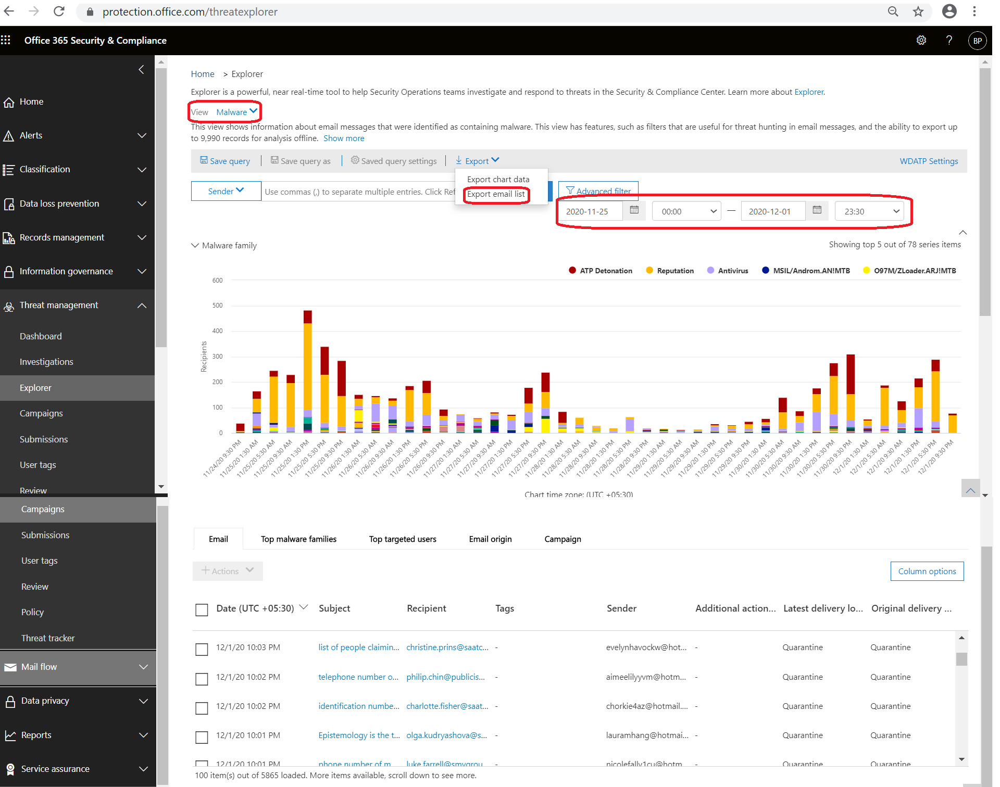 protection.office.com/threatexplorer
Office 365 Security & Compliance
?
BP
Home
Alerts
Classification
Data loss prevention
Records management
Information governance
Threat management
Dashboard
Investigations
Explorer
Campaigns
Submissions
User tags
Review
Campaigns
Submissions
User tags
Review
Policy
Threat tracker
Mail flow
Data privacy
Reports
Service assurance
Home > Explorer
Explorer is a powerful, near real-time tool to help Security Operations teams investigate and respond to threats in the Security & Compliance Center. Learn more about Explorer.
View Malware
This view shows information about email messages that were identified as containing malware. This view has features, such as filters that are useful for threat hunting in email messages, and the ability to export up
to 9,990 records for analysis offline. Show more
Save query
Save query as
Saved query settings
Export
WDATP Settings
Export chart data
Export email list
Sender
Use commas (,) to separate multiple entries. Click Ref
Advanced filter
2020-11-25 00:00 — 2020-12-01 23:30
Malware family
Showing top 5 out of 78 series items
ATP Detonation Reputation Antivirus MSIL/Androm.AN!MTB O97M/ZLoader.ARJ!MTB
600
500
400
300
200
100
0
Recipients
11/24/20 9:30 PM
11/25/20 1:30 AM
11/25/20 5:30 AM
11/25/20 9:30 AM
11/25/20 1:30 PM
11/25/20 5:30 PM
11/25/20 9:30 PM
11/26/20 1:30 AM
11/26/20 5:30 AM
11/26/20 9:30 AM
11/26/20 1:30 PM
11/26/20 5:30 PM
11/26/20 9:30 PM
11/27/20 1:30 AM
11/27/20 5:30 AM
11/27/20 9:30 AM
11/27/20 1:30 PM
11/27/20 5:30 PM
11/27/20 9:30 PM
11/28/20 1:30 AM
11/28/20 5:30 AM
11/28/20 9:30 AM
11/28/20 1:30 PM
11/28/20 5:30 PM
11/28/20 9:30 PM
11/29/20 1:30 AM
11/29/20 5:30 AM
11/29/20 9:30 AM
11/29/20 1:30 PM
11/29/20 5:30 PM
11/29/20 9:30 PM
11/30/20 1:30 AM
11/30/20 5:30 AM
11/30/20 9:30 AM
11/30/20 1:30 PM
11/30/20 5:30 PM
11/30/20 9:30 PM
12/1/20 1:30 AM
12/1/20 5:30 AM
12/1/20 9:30 AM
12/1/20 1:30 PM
12/1/20 5:30 PM
12/1/20 9:30 PM
Chart time zone: (UTC +05:30)
Email Top malware families Top targeted users Email origin Campaign
Actions
Column options
Date (UTC +05:30) Subject Recipient Tags Sender Additional action... Latest delivery lo... Original delivery ...
12/1/20 10:03 PM list of people claimin... christine.prins@saatc... - evelynhavockw@hot... - Quarantine Quarantine
12/1/20 10:02 PM telephone number o... philip.chin@publicis... - aimeelilyyvm@hotm... - Quarantine Quarantine
12/1/20 10:02 PM identification numbe... charlotte.fisher@saat... - chorkie4az@hotmail.... - Quarantine Quarantine
12/1/20 10:01 PM Epistemology is the t... olga.kudryashova@s... - lauramhang@hotmai... - Quarantine Quarantine
12/1/20 10:01 PM phone number of m luke.farrell@smvgrou - nicolefally1cu@hotm - Quarantine Quarantine
100 item(s) out of 5865 loaded. More items available, scroll down to see more.